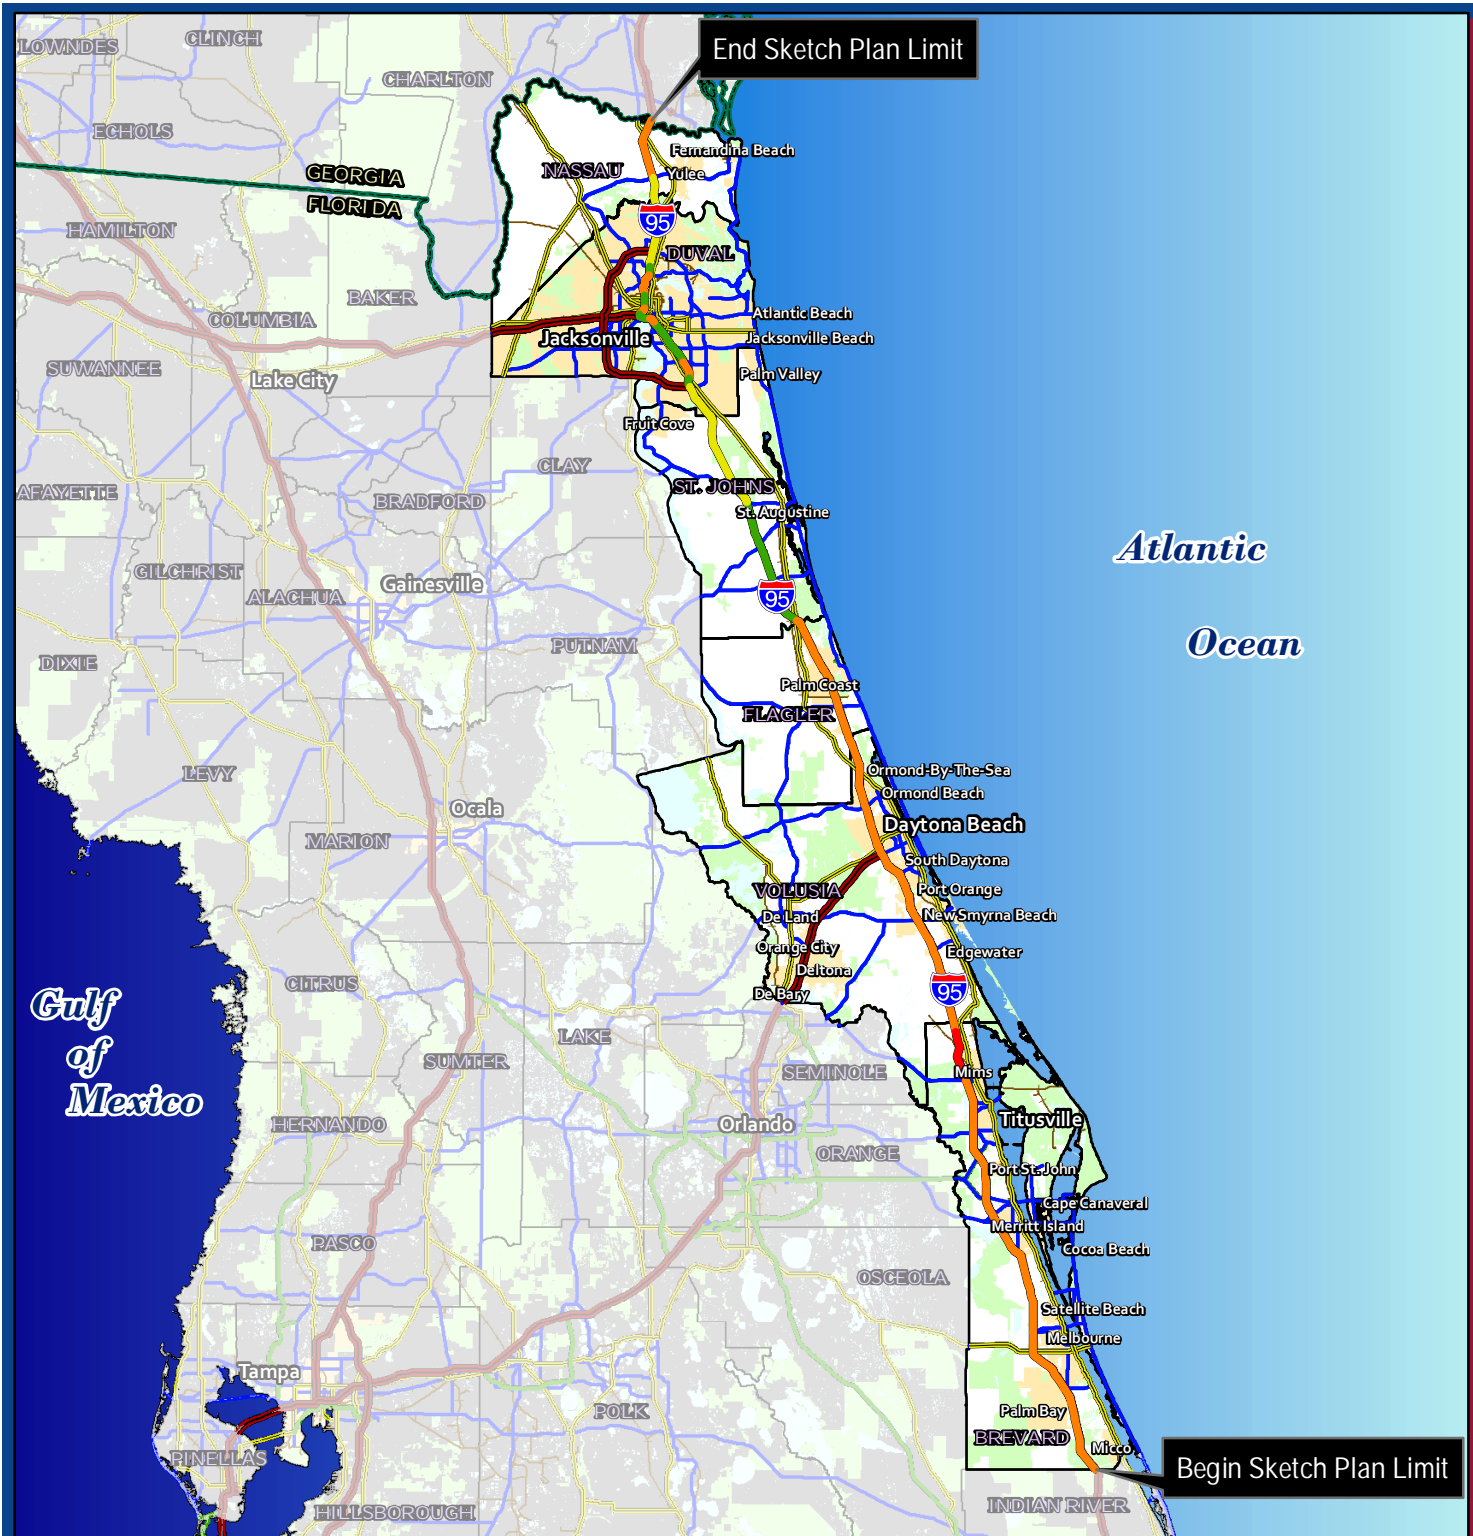 End Sketch Plan Limit
LOWNDES
CLINCH
CHARLTON
ECHOLS
Fernandina Beach
NASSAU
Yulee
GEORGIA
FLORIDA
95
HAMILTON
DUVAL
BAKER
COLUMBIA
Atlantic Beach
Jacksonville
Jacksonville Beach
SUWANNEE
Lake City
Palm Valley
Fruit Cove
CLAY
ST. JOHNS
AFAYETTE
BRADFORD
St. Augustine
Atlantic
Ocean
GILCHRIST
Gainesville
ALACHUA
95
PUTNAM
DIXIE
Palm Coast
FLAGLER
LEVY
Ormond-By-The-Sea
Ormond Beach
Ocala
Daytona Beach
MARION
South Daytona
VOLUSIA
Port Orange
De Land
New Smyrna Beach
Orange City
Edgewater
Deltona
De Bary
95
CITRUS
Gulf
of
Mexico
LAKE
SUMTER
SEMINOLE
Mims
HERNANDO
Orlando
Titusville
ORANGE
Port St. John
Cape Canaveral
Merritt Island
PASCO
Cocoa Beach
OSCEOLA
Satellite Beach
Melbourne
Tampa
POLK
Palm Bay
BREVARD
Micco
PINELLAS
Begin Sketch Plan Limit
HILLSBOROUGH
INDIAN RIVER